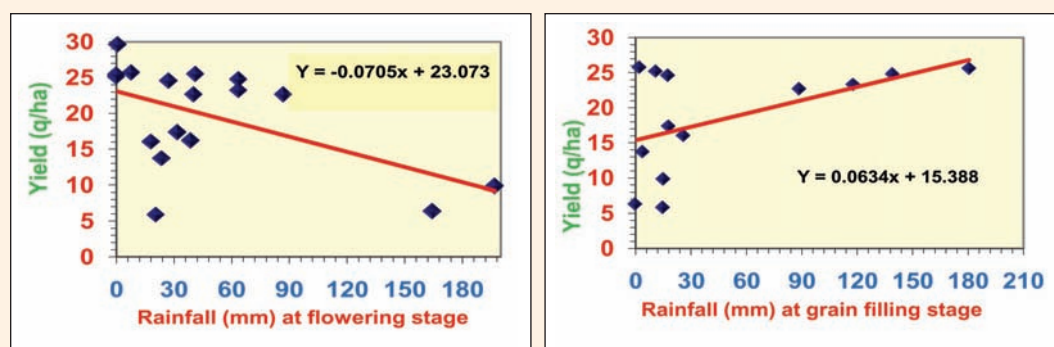 30
25
20
15
10
5
0
Yield (q/ha)
Y = -0.0705x + 23.073
0 30 60 90 120 150 180
Rainfall (mm) at flowering stage
30
25
20
15
10
5
0
Yield (q/ha)
Y = 0.0634x + 15.388
0 30 60 90 120 150 180 210
Rainfall (mm) at grain filling stage